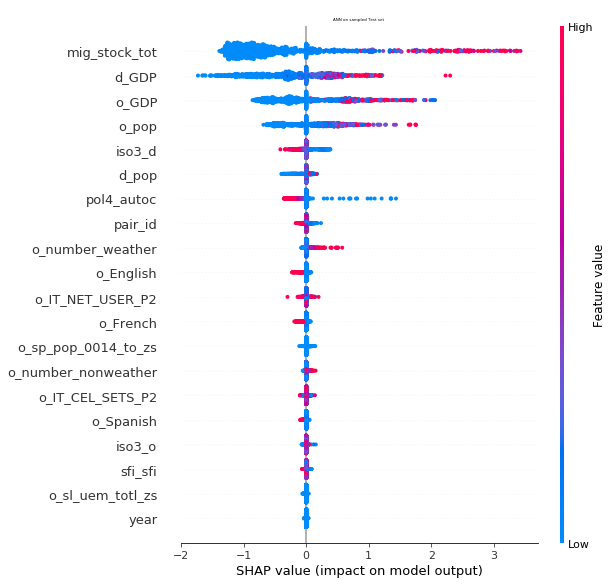 ANN on sampled Test set
High
mig_stock_tot
d_GDP
o_GDP
o_pop
iso3_d
d_pop
pol4_autoc
pair_id
o_number_weather
o_English
o_IT_NET_USER_P2
o_French
o_sp_pop_0014_to_zs
o_number_nonweather
o_IT_CEL_SETS_P2
o_Spanish
iso3_o
sfi_sfi
o_sl_uem_totl_zs
year
Feature value
Low
−2 −1 0 1 2 3
SHAP value (impact on model output)